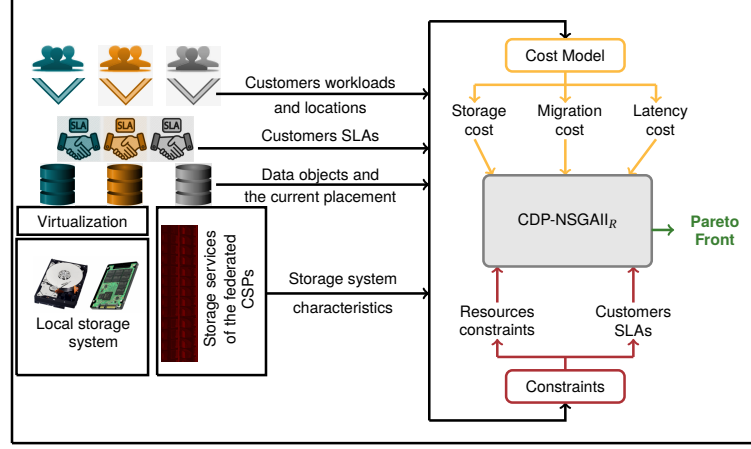 Customers workloads
and locations
SLA
SLA
SLA
Customers SLAs
Data objects and
the current placement
Virtualization
Local storage
system
Storage services
of the federated
CSPs
Storage system
characteristics
Cost Model
Storage
cost
Migration
cost
Latency
cost
CDP-NSGAII_R
Pareto
Front
Resources
constraints
Customers
SLAs
Constraints